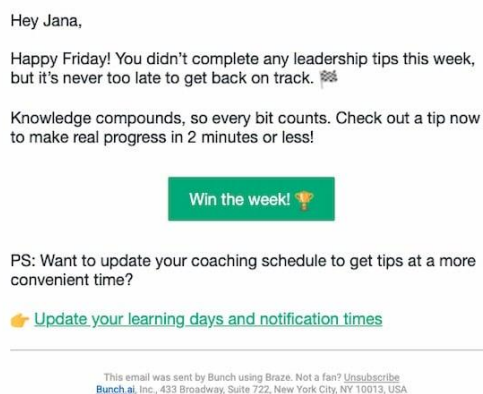 Hey Jana,
Happy Friday! You didn’t complete any leadership tips this week,
but it’s never too late to get back on track. 🏁
Knowledge compounds, so every bit counts. Check out a tip now
to make real progress in 2 minutes or less!
Win the week! 🏆
PS: Want to update your coaching schedule to get tips at a more
convenient time?
👉 Update your learning days and notification times
This email was sent by Bunch using Braze. Not a fan? Unsubscribe
Bunch.ai, Inc., 433 Broadway, Suite 722, New York City, NY 10013, USA